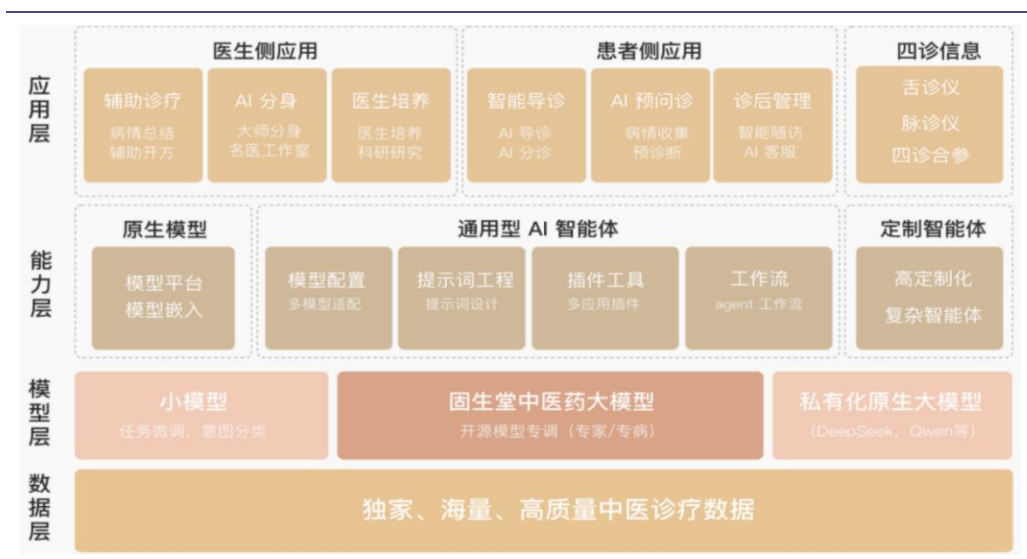 应用层
医生侧应用
辅助诊疗
病情总结
辅助开方
AI 分身
大师分身
名医工作室
医生培养
医生培养
科研研究
患者侧应用
智能导诊
AI 导诊
AI 分诊
AI 预问诊
病情收集
预诊断
诊后管理
智能随访
AI 客服
四诊信息
舌诊仪
脉诊仪
四诊合参
能力层
原生模型
模型平台
模型嵌入
通用型 AI 智能体
模型配置
多模型适配
提示词工程
提示词设计
插件工具
多应用插件
工作流
agent 工作流
定制智能体
高定制化
复杂智能体
模型层
小模型
任务微调，意图分类
固生堂中医药大模型
开源模型专调（专家/专病）
私有化原生大模型
（DeepSeek、Qwen等）
数据层
独家、海量、高质量中医诊疗数据